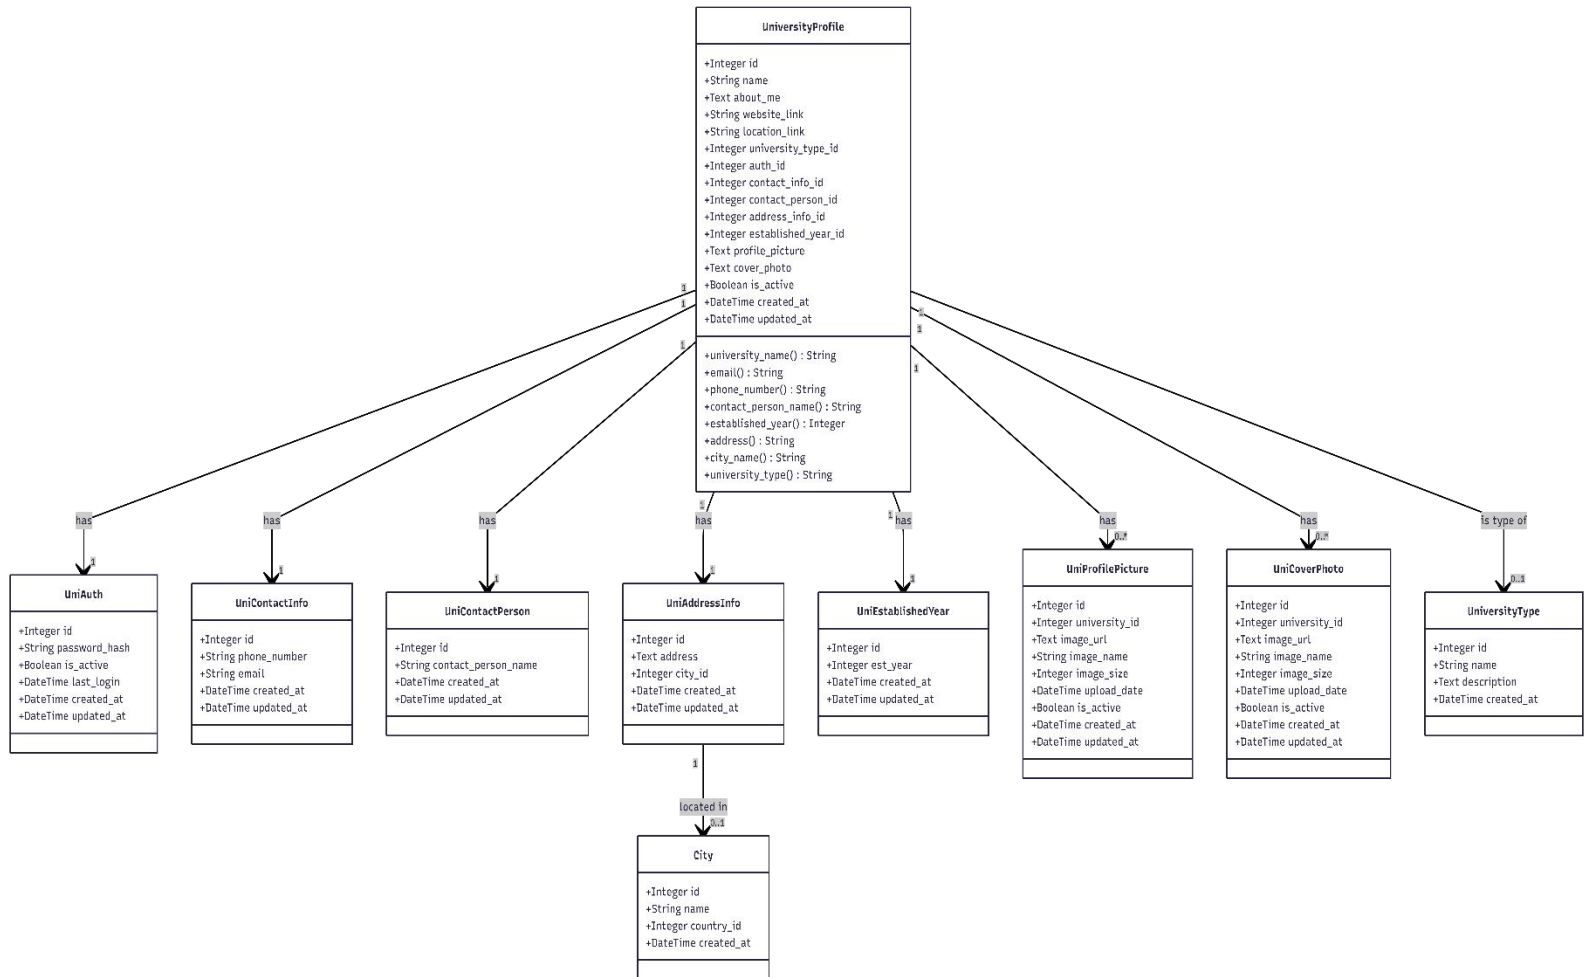 UniversityProfile
+Integer id
+String name
+Text about_me
+String website_link
+String location_link
+Integer university_type_id
+Integer auth_id
+Integer contact_info_id
+Integer contact_person_id
+Integer address_info_id
+Integer established_year_id
+Text profile_picture
+Text cover_photo
+Boolean is_active
+DateTime created_at
+DateTime updated_at
+university_name() : String
+email() : String
+phone_number() : String
+contact_person_name() : String
+established_year() : Integer
+address() : String
+city_name() : String
+university_type() : String
1
1
1
1
1
1
1
1
has
has
has
has
has
has
has
is type of
1
1
1
1
1
0..*
0..*
0..1
UniAuth
+Integer id
+String password_hash
+Boolean is_active
+DateTime last_login
+DateTime created_at
+DateTime updated_at
UniContactInfo
+Integer id
+String phone_number
+String email
+DateTime created_at
+DateTime updated_at
UniContactPerson
+Integer id
+String contact_person_name
+DateTime created_at
+DateTime updated_at
UniAddressInfo
+Integer id
+Text address
+Integer city_id
+DateTime created_at
+DateTime updated_at
UniEstablishedYear
+Integer id
+Integer est_year
+DateTime created_at
+DateTime updated_at
UniProfilePicture
+Integer id
+Integer university_id
+Text image_url
+String image_name
+Integer image_size
+DateTime upload_date
+Boolean is_active
+DateTime created_at
+DateTime updated_at
UniCoverPhoto
+Integer id
+Integer university_id
+Text image_url
+String image_name
+Integer image_size
+DateTime upload_date
+Boolean is_active
+DateTime created_at
+DateTime updated_at
UniversityType
+Integer id
+String name
+Text description
+DateTime created_at
1
located in
0..1
City
+Integer id
+String name
+Integer country_id
+DateTime created_at